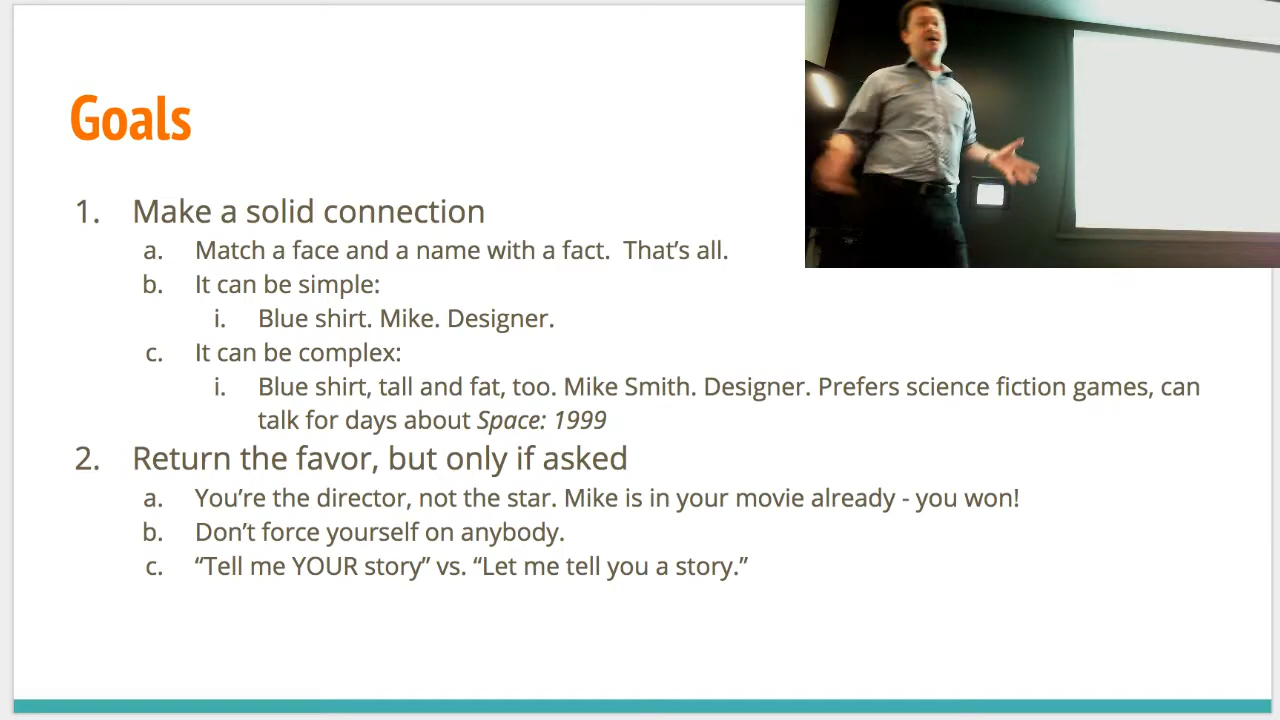 Goals
1. Make a solid connection
a. Match a face and a name with a fact.  That's all.
b. It can be simple:
i. Blue shirt. Mike. Designer.
c. It can be complex:
i. Blue shirt, tall and fat, too. Mike Smith. Designer. Prefers science fiction games, can
talk for days about Space: 1999
2. Return the favor, but only if asked
a. You're the director, not the star. Mike is in your movie already - you won!
b. Don't force yourself on anybody.
c. “Tell me YOUR story” vs. “Let me tell you a story.”